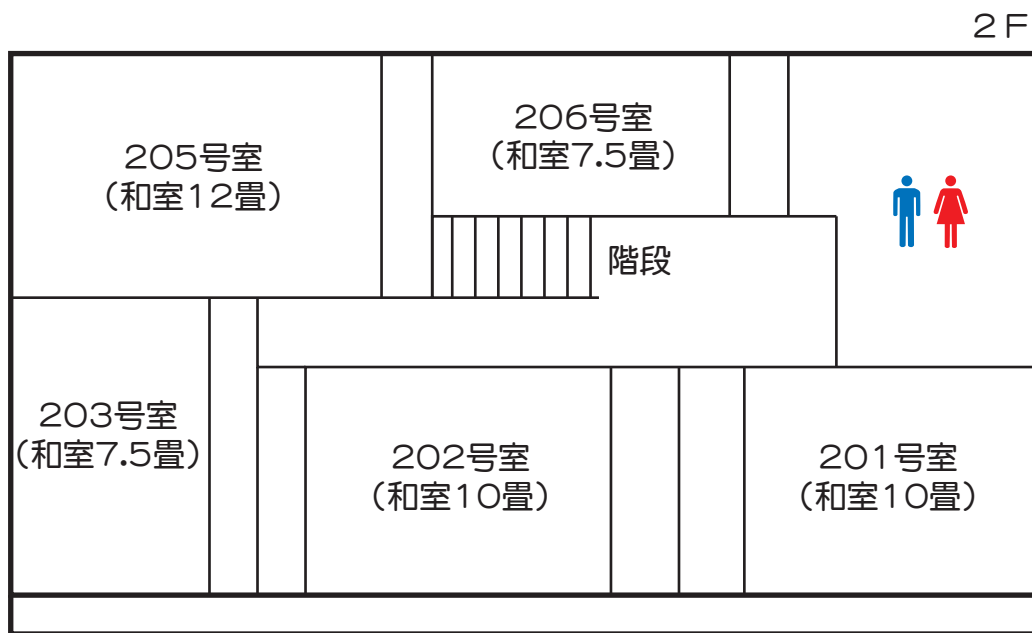 2F
205号室
(和室12畳)
206号室
(和室7.5畳)
階段
203号室
(和室7.5畳)
202号室
(和室10畳)
201号室
(和室10畳)